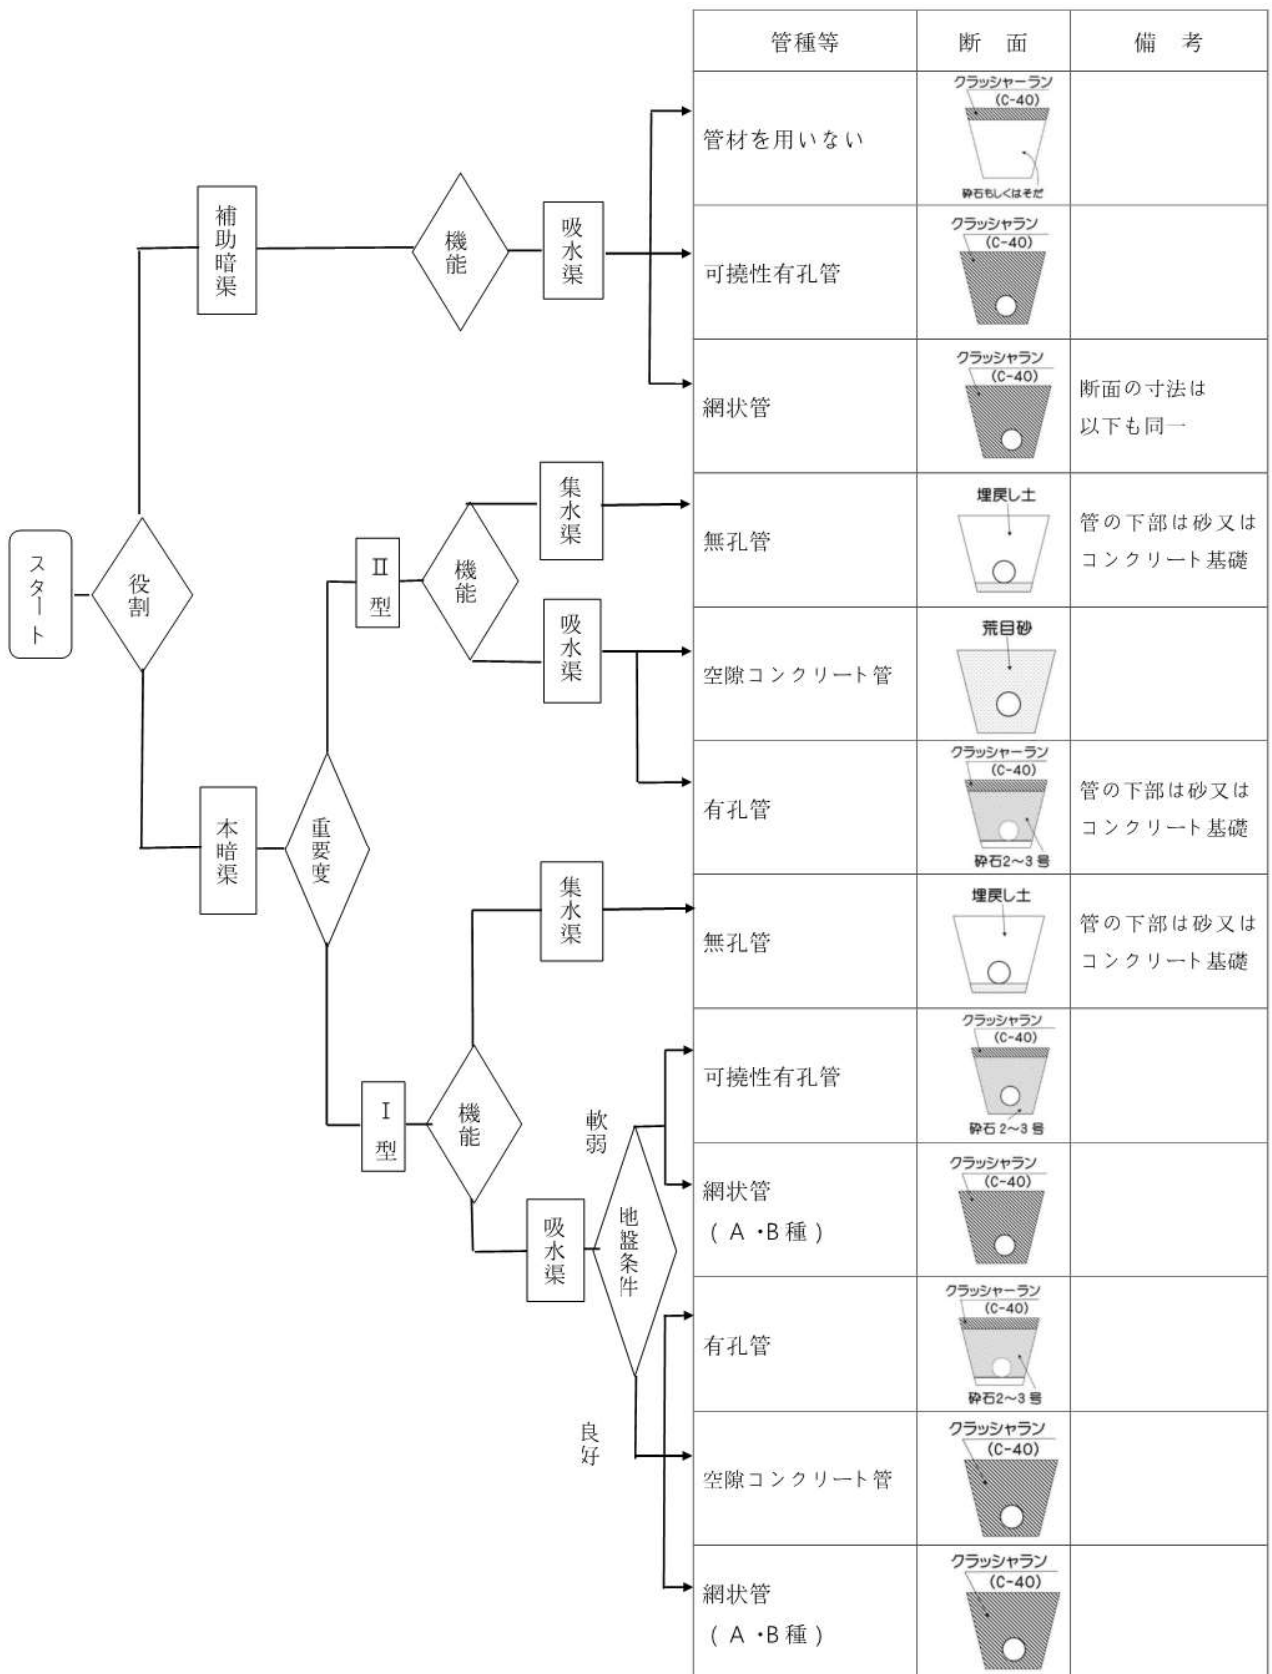 管種等
断 面
備 考
クラッシャーラン
(C-40)
管材を用いない
砕石もしくはそだ
補助暗渠
機能
吸水渠
クラッシャラン
(C-40)
可撓性有孔管
クラッシャラン
(C-40)
網状管
断面の寸法は
以下も同一
スタート
役割
Ⅱ型
機能
集水渠
埋戻し土
無孔管
管の下部は砂又は
コンクリート基礎
吸水渠
荒目砂
空隙コンクリート管
クラッシャーラン
(C-40)
有孔管
砕石2～3号
管の下部は砂又は
コンクリート基礎
本暗渠
重要度
集水渠
埋戻し土
無孔管
管の下部は砂又は
コンクリート基礎
Ⅰ型
機能
クラッシャラン
(C-40)
可撓性有孔管
砕石2～3号
軟弱
吸水渠
地盤条件
クラッシャラン
(C-40)
網状管
(A・B種)
クラッシャーラン
(C-40)
有孔管
砕石2～3号
良好
クラッシャラン
(C-40)
空隙コンクリート管
クラッシャラン
(C-40)
網状管
(A・B種)